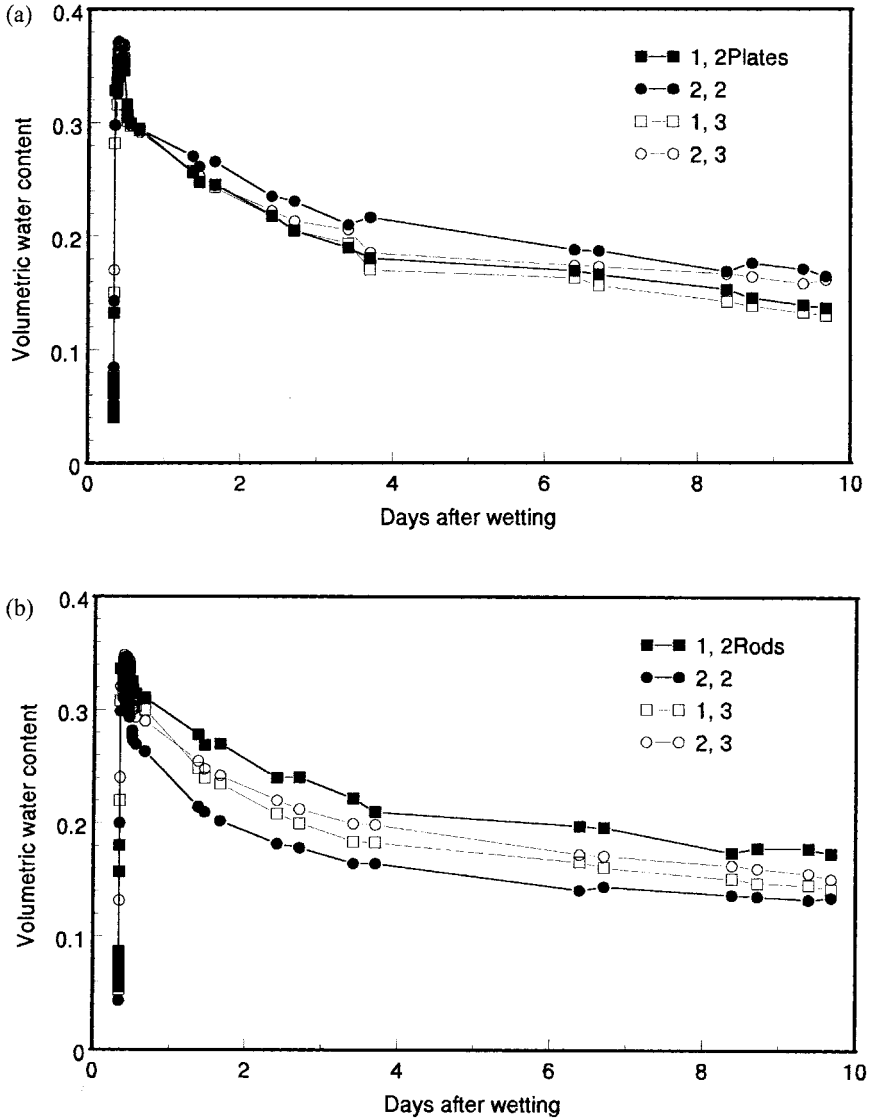 (a)
0.4
0.3
0.2
0.1
0
Volumetric water content
1, 2Plates
2, 2
1, 3
2, 3
0 2 4 6 8 10
Days after wetting
(b)
0.4
0.3
0.2
0.1
0
Volumetric water content
1, 2Rods
2, 2
1, 3
2, 3
0 2 4 6 8 10
Days after wetting